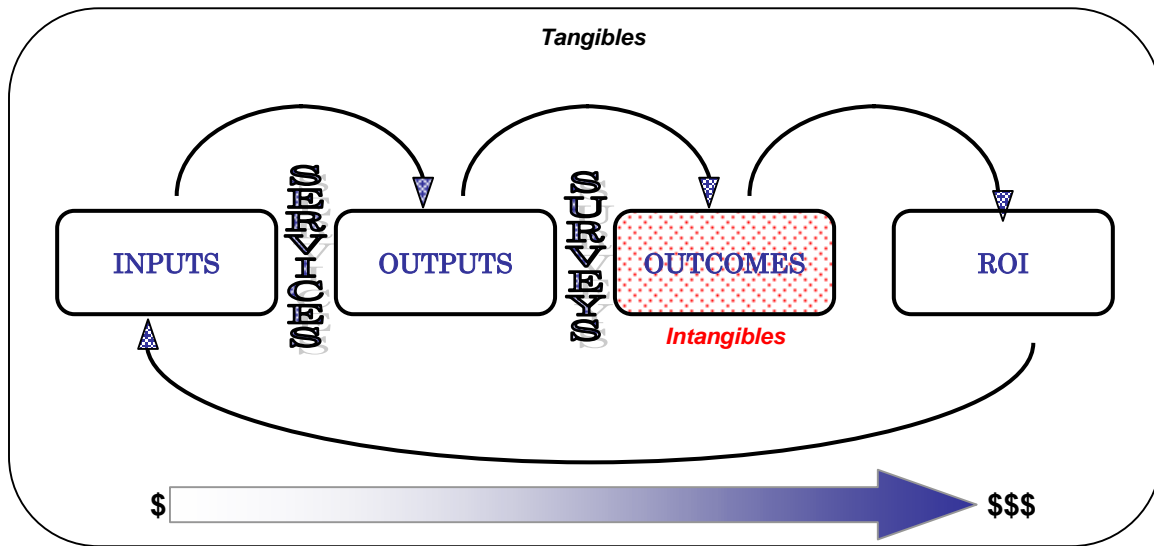 Tangibles
INPUTS
SERVICES
OUTPUTS
SURVEYS
OUTCOMES
ROI
Intangibles
$
$$$